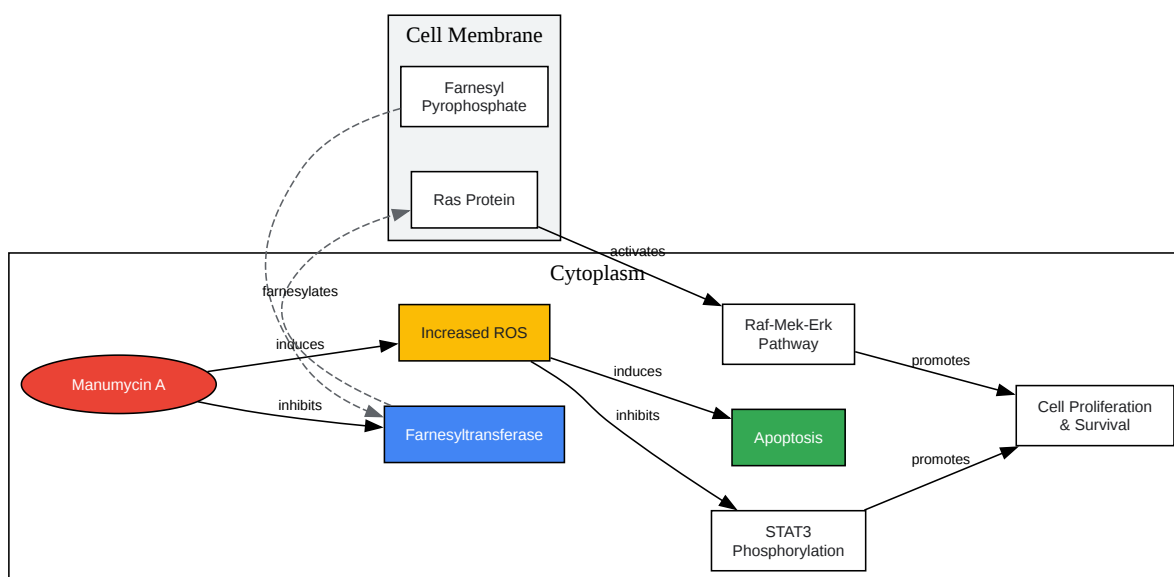 Cell Membrane
Farnesyl
Pyrophosphate
Ras Protein
activates
Cytoplasm
farnesylates
Increased ROS
Raf-Mek-Erk
Pathway
induces
promotes
Manumycin A
induces
inhibits
inhibits
Farnesyltransferase
Apoptosis
Cell Proliferation
& Survival
promotes
STAT3
Phosphorylation